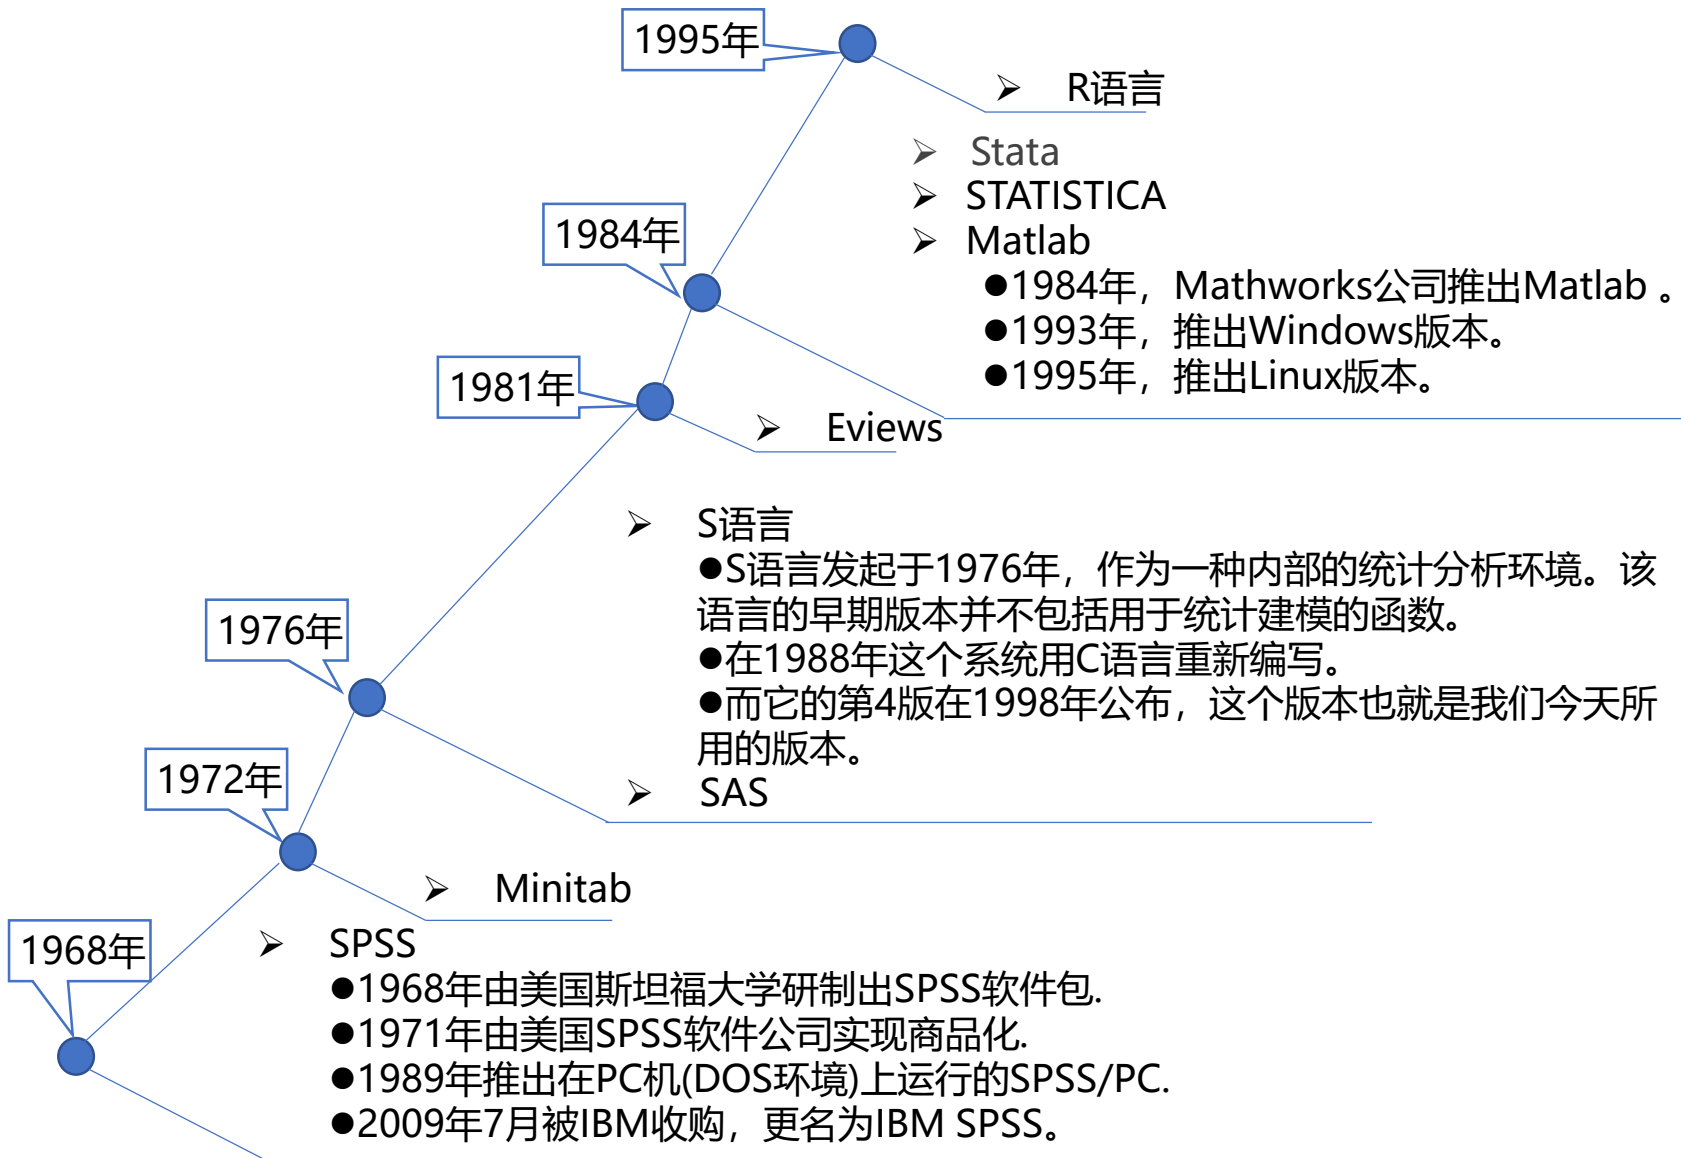 1995年
➢ R语言
➢ Stata
➢ STATISTICA
1984年
➢ Matlab
●1984年，Mathworks公司推出Matlab 。
●1993年，推出Windows版本。
●1995年，推出Linux版本。
1981年
➢ Eviews
➢ S语言
●S语言发起于1976年，作为一种内部的统计分析环境。该
语言的早期版本并不包括用于统计建模的函数。
1976年
●在1988年这个系统用C语言重新编写。
●而它的第4版在1998年公布，这个版本也就是我们今天所
用的版本。
1972年
➢ SAS
➢ Minitab
1968年
➢ SPSS
●1968年由美国斯坦福大学研制出SPSS软件包.
●1971年由美国SPSS软件公司实现商品化.
●1989年推出在PC机(DOS环境)上运行的SPSS/PC.
●2009年7月被IBM收购，更名为IBM SPSS。